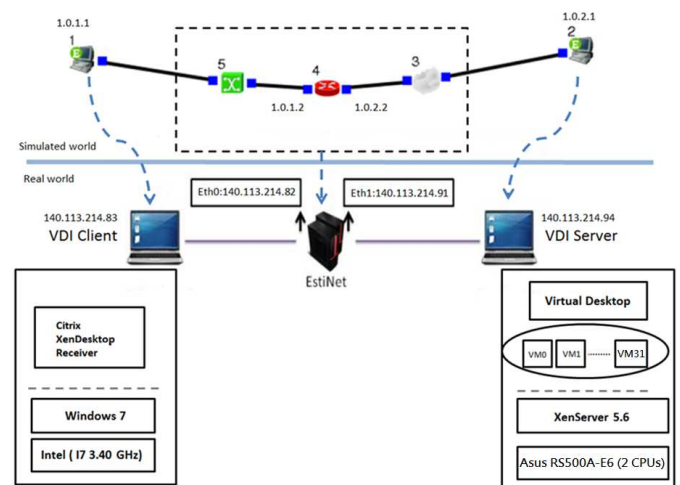 1.0.1.1
1
1.0.2.1
2
5
4
3
1.0.1.2
1.0.2.2
Simulated world
Real world
Eth0:140.113.214.82
Eth1:140.113.214.91
140.113.214.83
VDI Client
140.113.214.94
VDI Server
EstiNet
Citrix
XenDesktop
Receiver
Windows 7
Intel ( I7 3.40 GHz)
Virtual Desktop
VM0
VM1
.........
VM31
XenServer 5.6
Asus RS500A-E6 (2 CPUs)